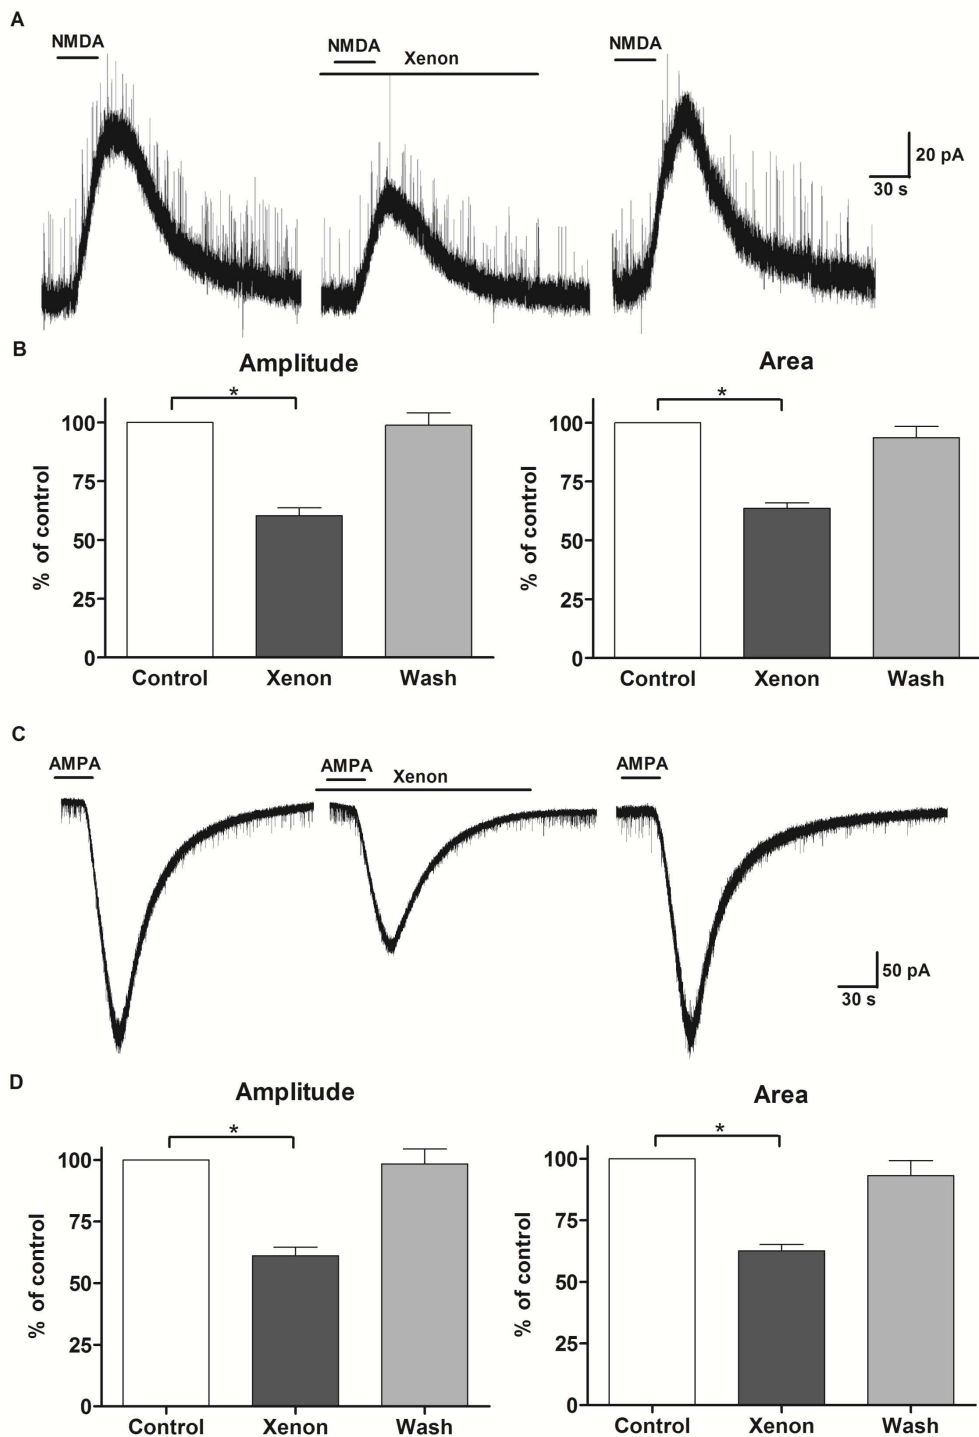 A
NMDA
NMDA
Xenon
NMDA
20 pA
30 s
B
Amplitude
*
% of control
100
75
50
25
0
Control Xenon Wash
Area
*
% of control
100
75
50
25
0
Control Xenon Wash
C
AMPA
AMPA
Xenon
AMPA
50 pA
30 s
D
Amplitude
*
% of control
100
75
50
25
0
Control Xenon Wash
Area
*
% of control
100
75
50
25
0
Control Xenon Wash